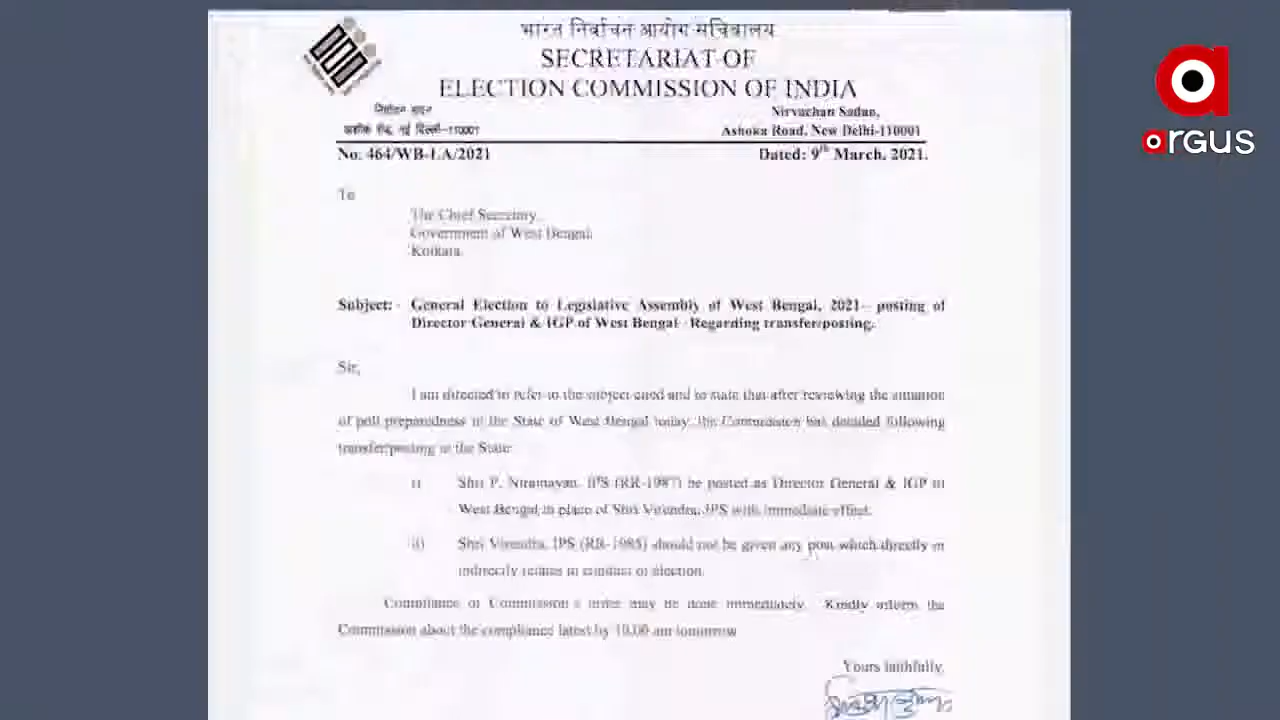 भारत निर्वाचन आयोग सचिवालय
SECRETARIAT OF
ELECTION COMMISSION OF INDIA
निर्वाचन सदन
अशोक रोड, नई दिल्ली-110001
Nirvachan Sadan,
Ashoka Road, New Delhi-110001
No. 464/WB-LA/2021
Dated: 9th March, 2021.
To
The Chief Secretary,
Government of West Bengal,
Kolkata.
Subject: - General Election to Legislative Assembly of West Bengal, 2021- posting of
Director General & IGP of West Bengal -Regarding transfer/posting.
Sir,
I am directed to refer to the subject cited and to state that after reviewing the situation
of poll preparedness in the State of West Bengal today, the Commission has decided following
transfer/posting in the State:
i) Shri P. Niramayan, IPS (RR-1987) be posted as Director General & IGP of
West Bengal in place of Shri Virendra, IPS with immediate effect.
ii) Shri Virendra, IPS (RR-1985) should not be given any post which directly or
indirectly relates to conduct of election.
Compliance of Commission's order may be done immediately. Kindly inform the
Commission about the compliance latest by 10.00 am tomorrow.
Yours faithfully,
argus